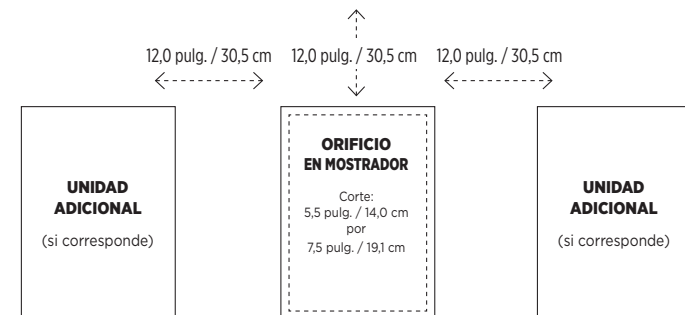 12,0 pulg. / 30,5 cm
12,0 pulg. / 30,5 cm
12,0 pulg. / 30,5 cm
UNIDAD
ADICIONAL
(si corresponde)
ORIFICIO
EN MOSTRADOR
Corte:
5,5 pulg. / 14,0 cm
por
7,5 pulg. / 19,1 cm
UNIDAD
ADICIONAL
(si corresponde)